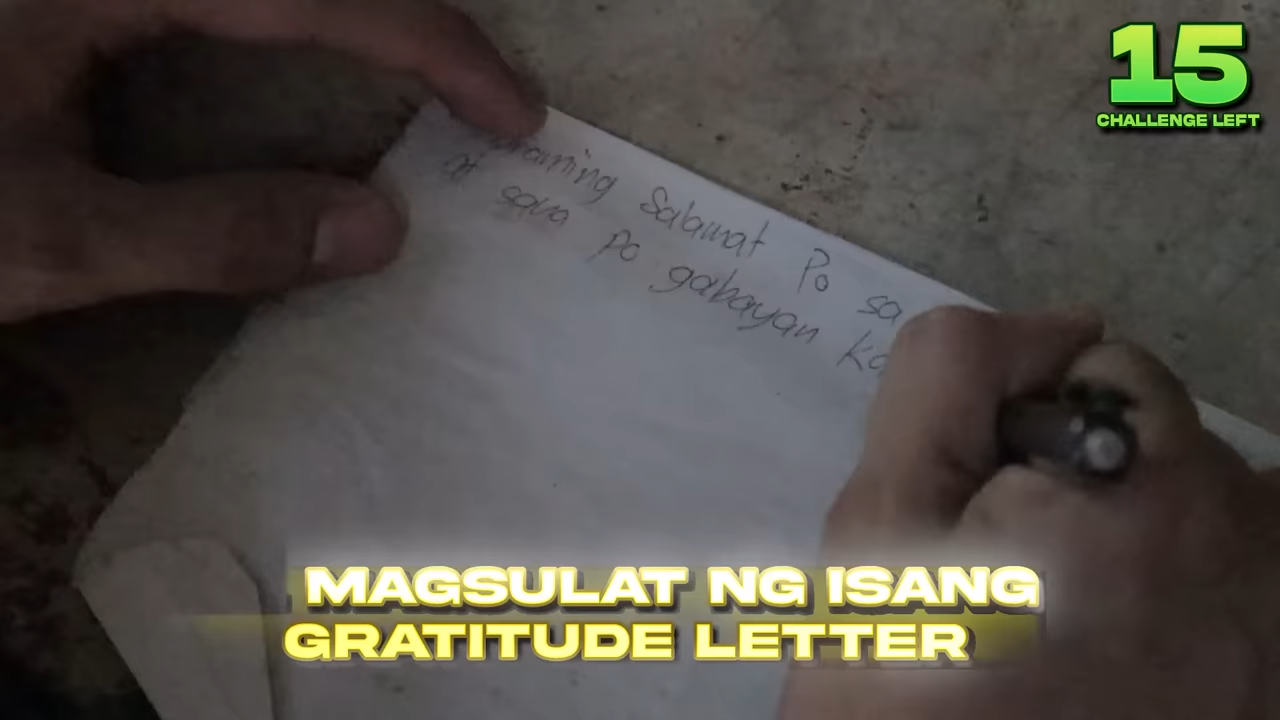 15
CHALLENGE LEFT
Salamat Po sa
at sana po gabayan
MAGSULAT NG ISANG
GRATITUDE LETTER